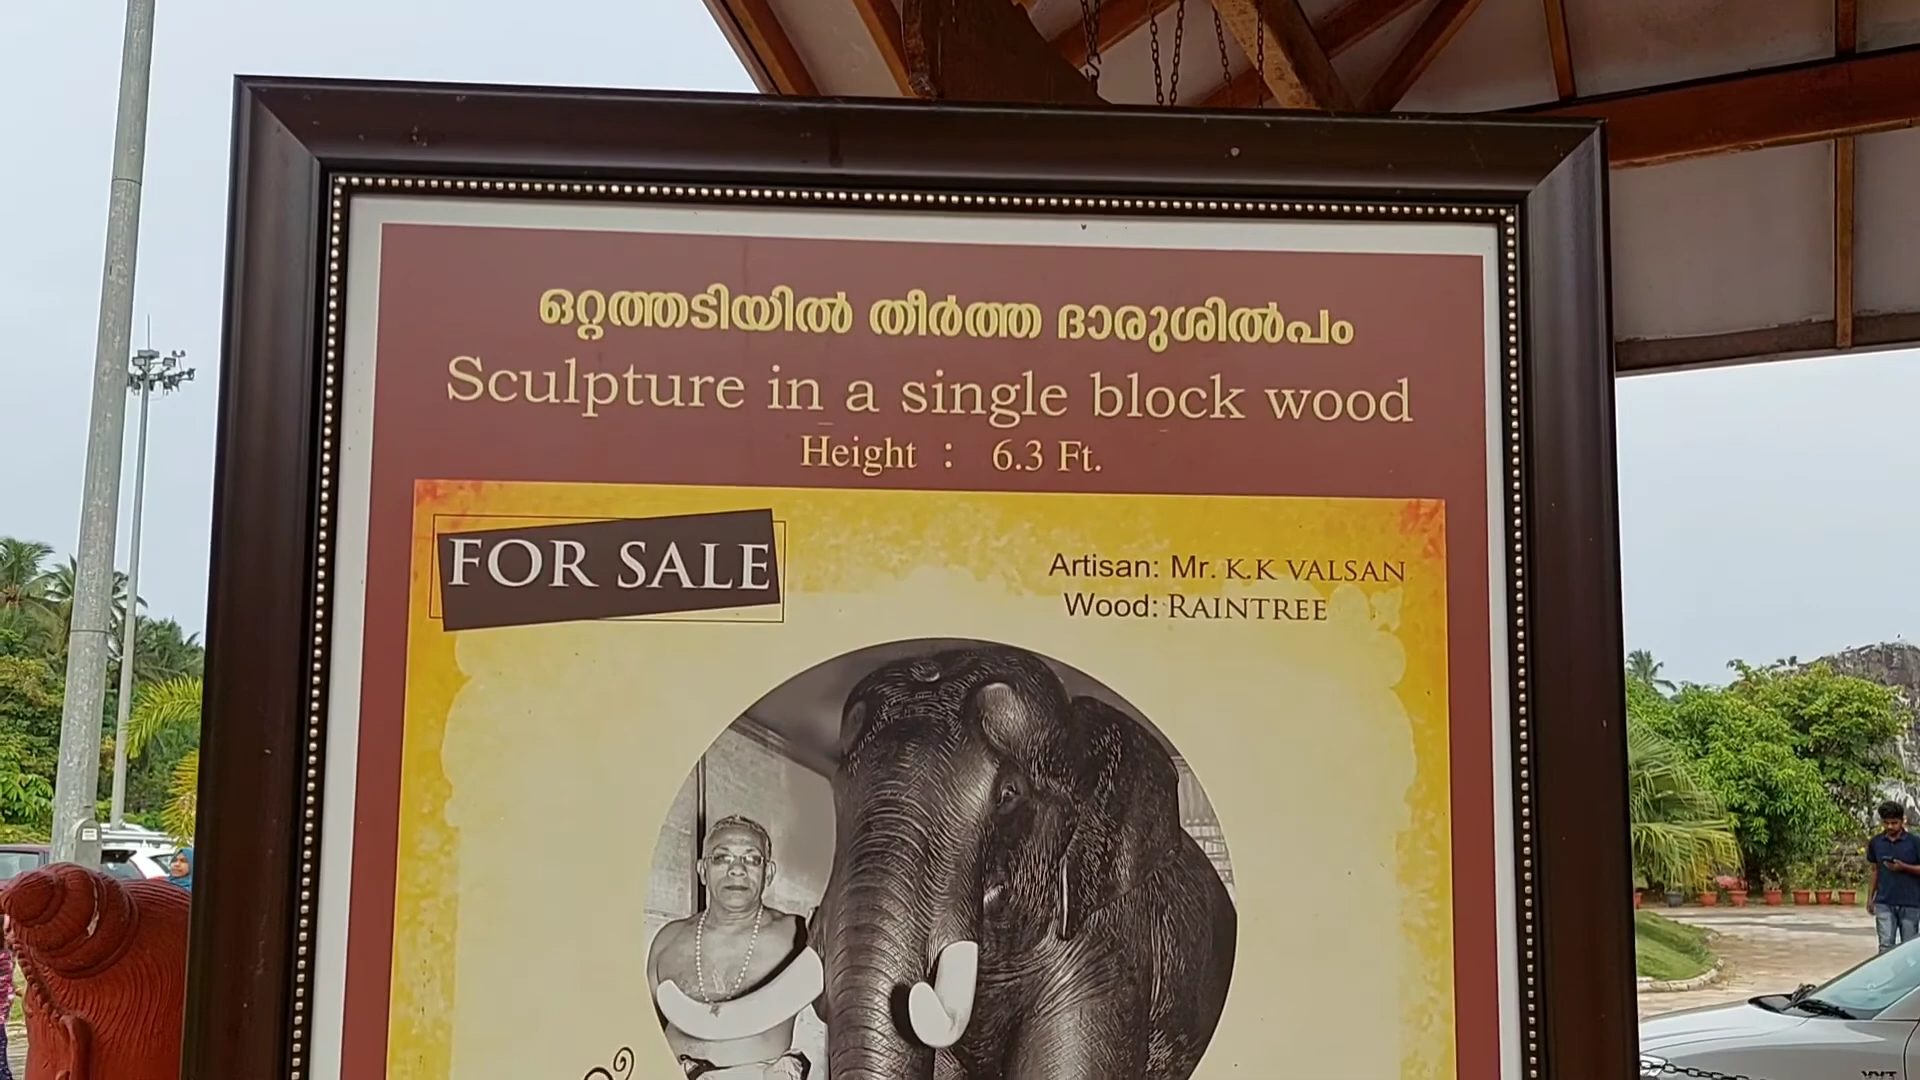 ഒറ്റത്തടിയിൽ തീർത്ത ദാരുശിൽപം
Sculpture in a single block wood
Height : 6.3 Ft.
FOR SALE
Artisan: Mr. K.K VALSAN
Wood: RAINTREE